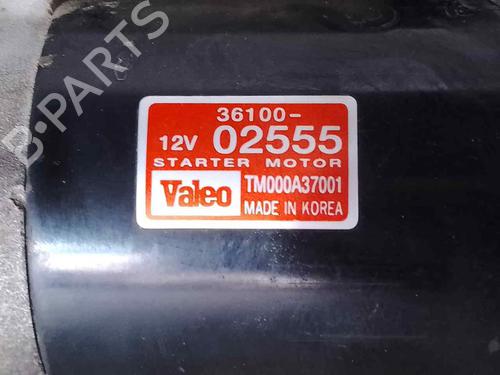 36100-
12V 02555
STARTER MOTOR
Valeo TM000A37001
MADE IN KOREA
B-PARTS